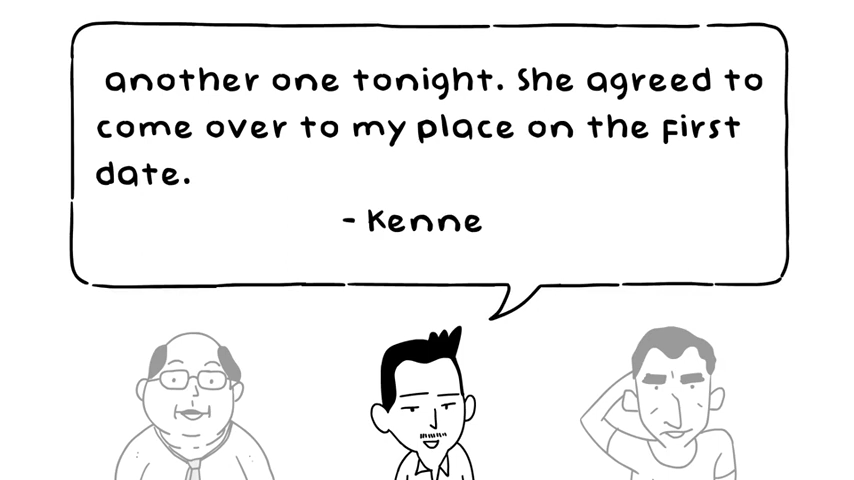 another one tonight. She agreed to
come over to my place on the first
date.
- Kenne